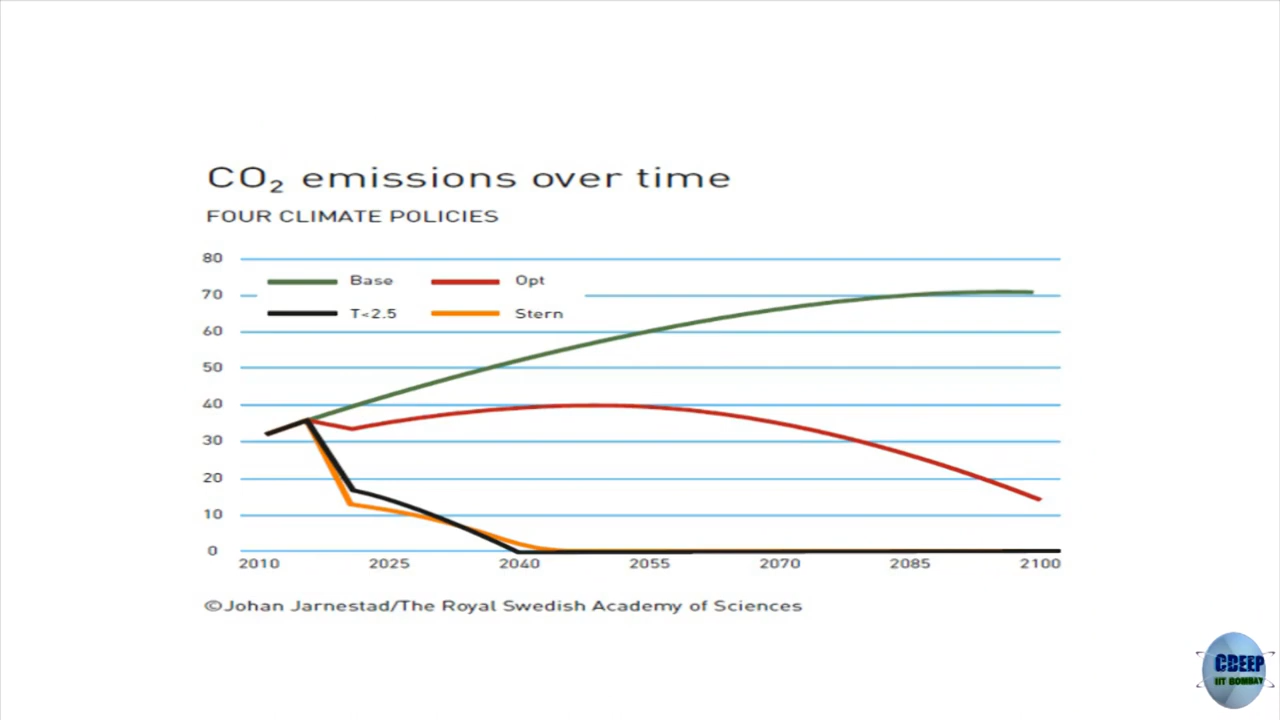 CO₂ emissions over time
FOUR CLIMATE POLICIES
80
Base Opt
70
T<2.5 Stern
60
50
40
30
20
10
0
2010 2025 2040 2055 2070 2085 2100
©Johan Jarnestad/The Royal Swedish Academy of Sciences
CDEEP
IIT BOMBAY